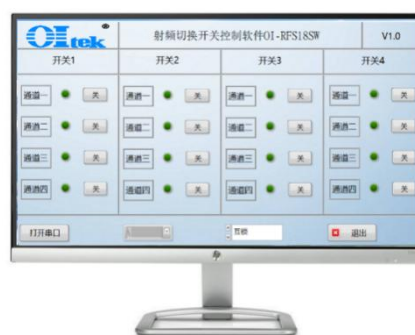 OItek ® 射频切换开关控制软件OI-RFS18SW V1.0
开关1 开关2 开关3 开关4
通道一 关 通道一 关 通道一 关 通道一 关
通道二 关 通道二 关 通道二 关 通道二 关
通道三 关 通道三 关 通道三 关 通道三 关
通道四 关 通道四 关 通道四 关 通道四 关
打开串口 互锁 退出
hp